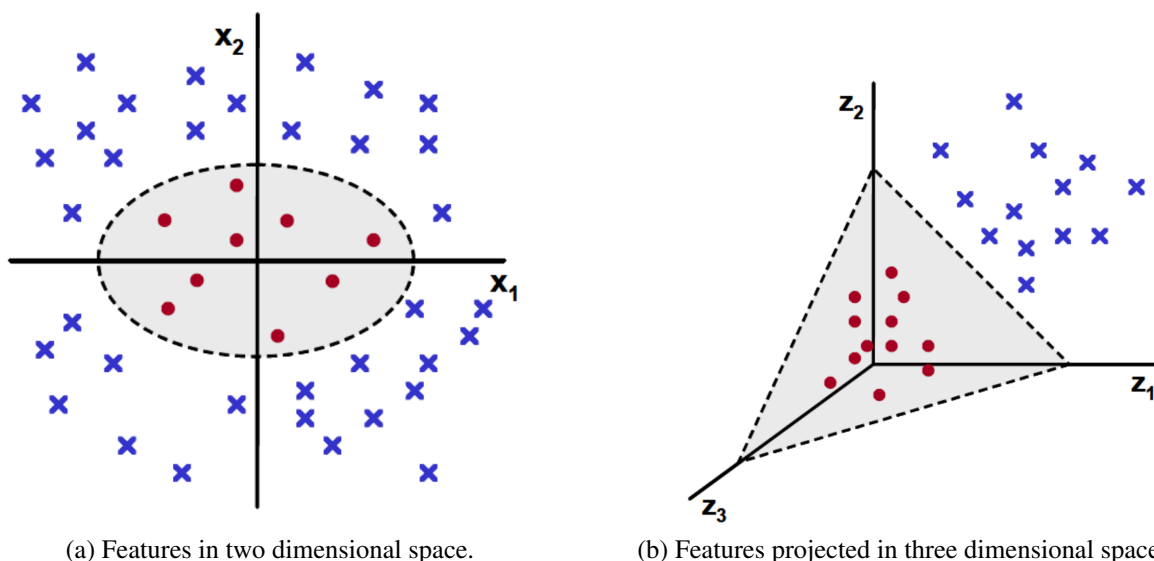 x2
x1
(a) Features in two dimensional space.
z2
z1
z3
(b) Features projected in three dimensional space